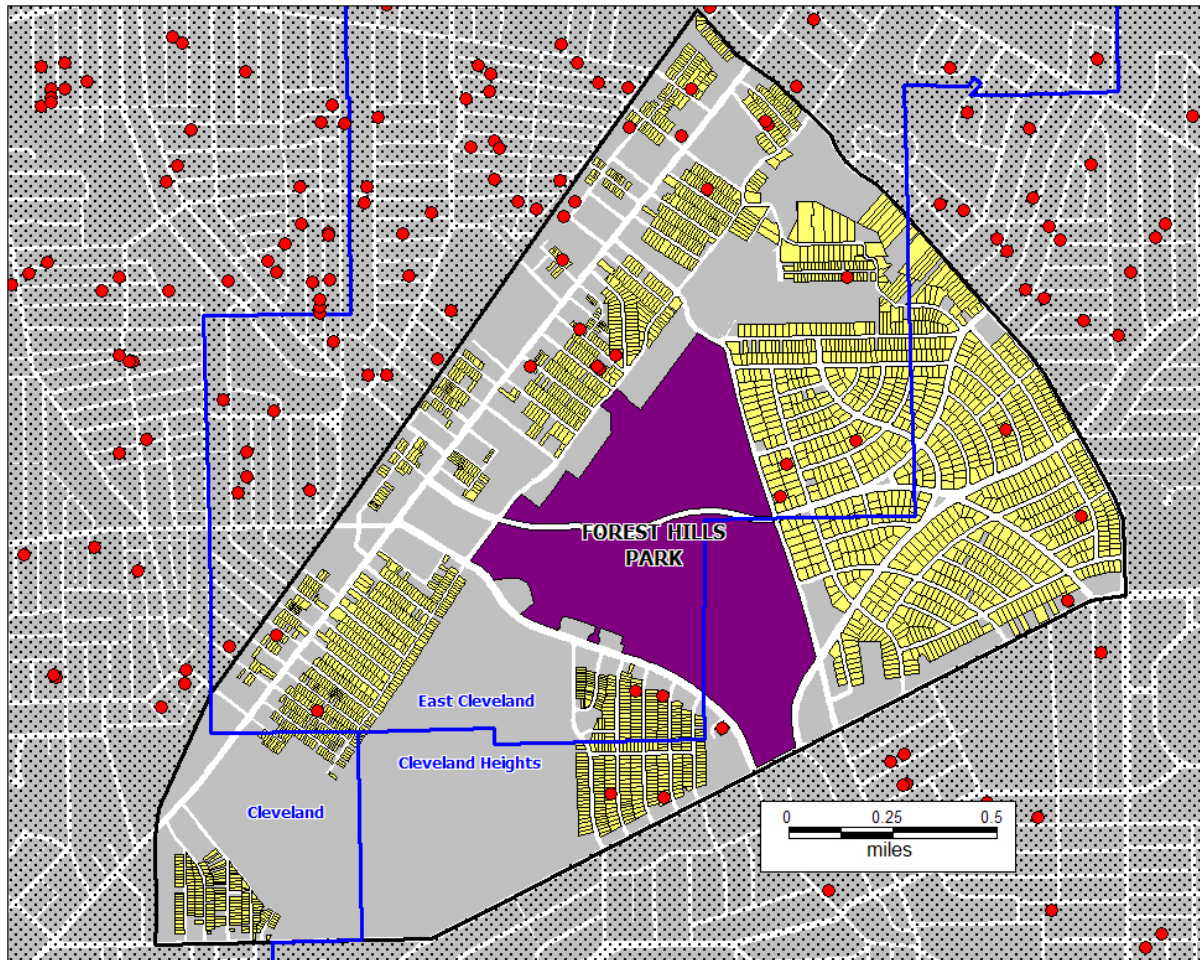 FOREST HILLS
PARK
East Cleveland
Cleveland Heights
Cleveland
0 0.25 0.5
miles